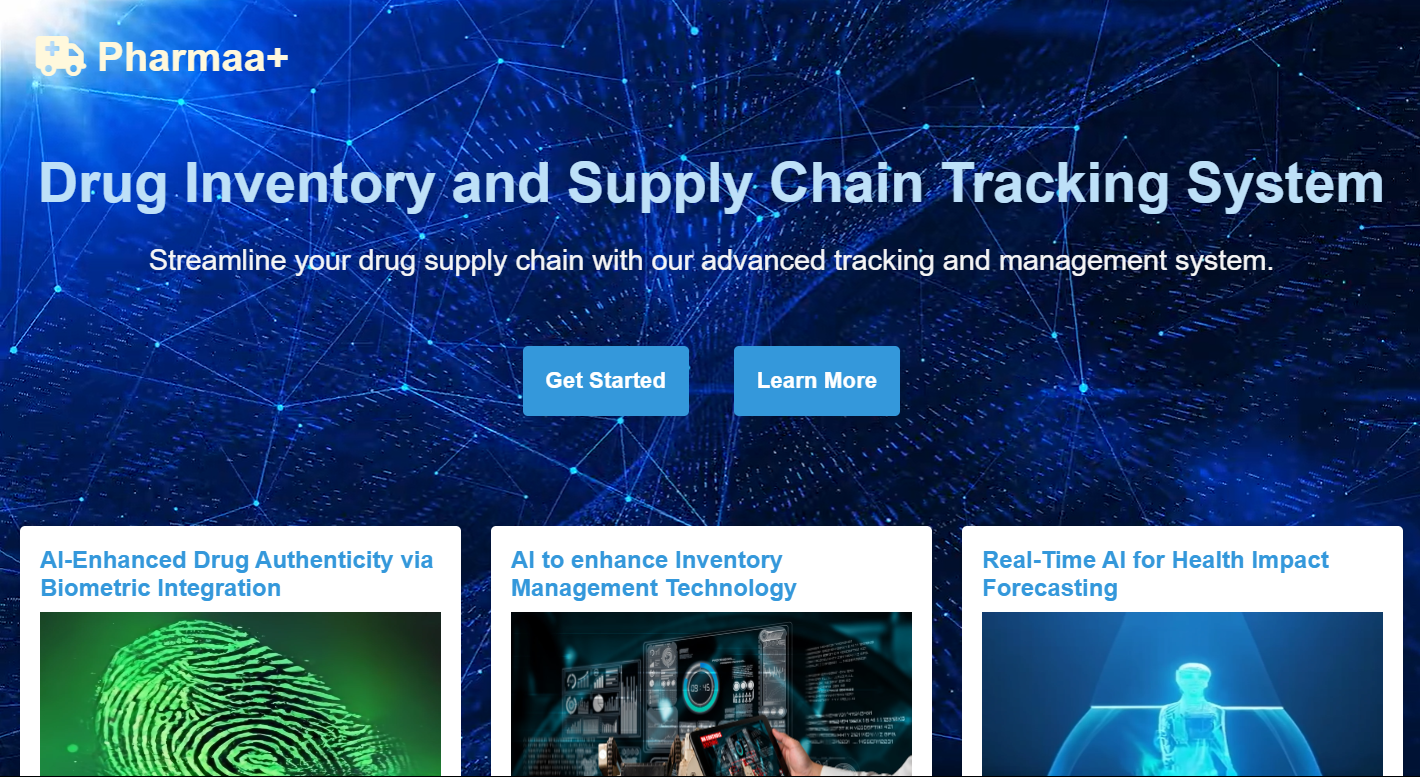 Pharmaa+
Drug Inventory and Supply Chain Tracking System
Streamline your drug supply chain with our advanced tracking and management system.
Get Started
Learn More
AI-Enhanced Drug Authenticity via
Biometric Integration
AI to enhance Inventory
Management Technology
Real-Time AI for Health Impact
Forecasting
09:45